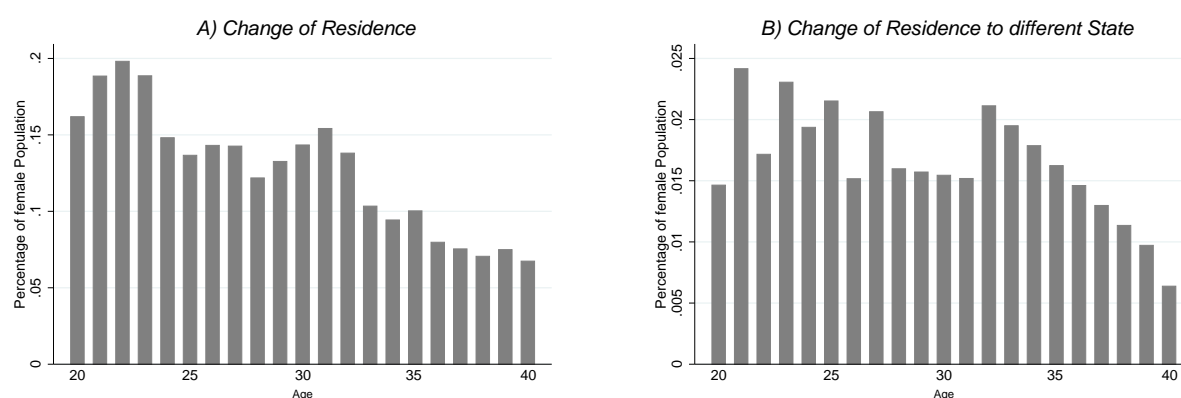 A) Change of Residence
Percentage of female Population
0 .05 .1 .15 .2
20 25 30 35 40
Age
B) Change of Residence to different State
Percentage of female Population
0 .005 .01 .015 .02 .025
20 25 30 35 40
Age